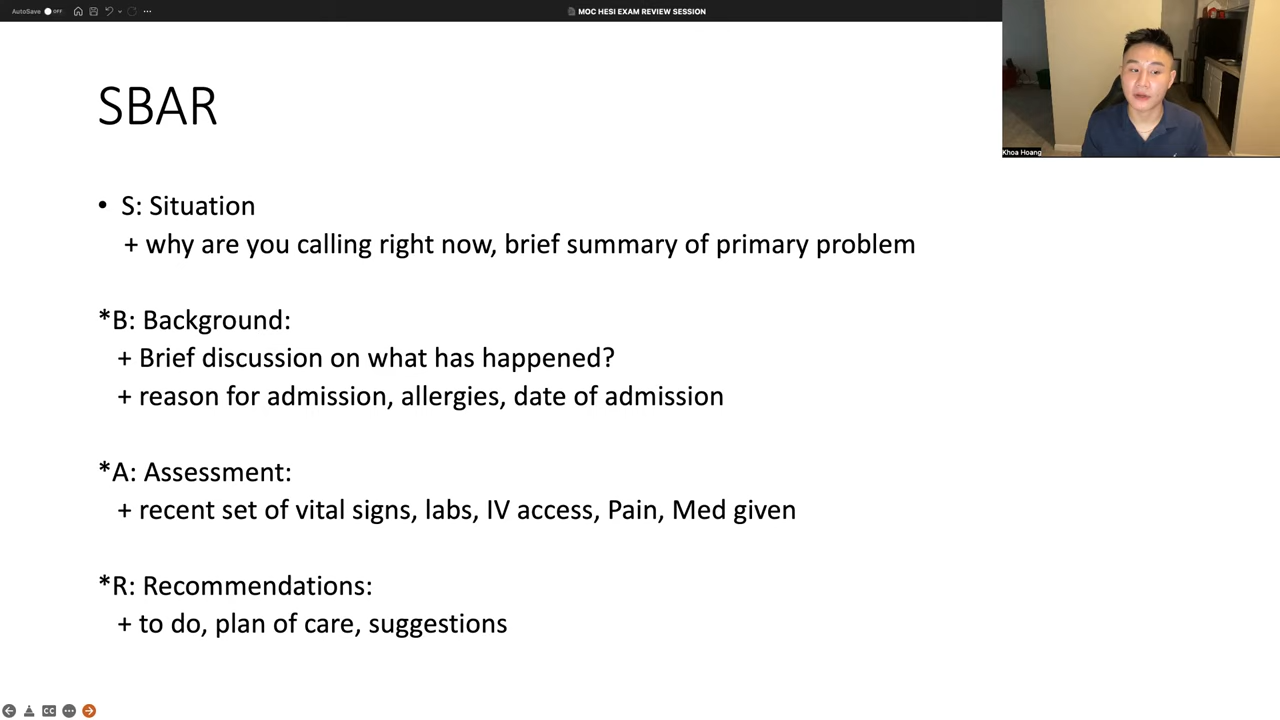 AutoSave OFF
MOC HESI EXAM REVIEW SESSION
Khoa Hoang
SBAR
• S: Situation
+ why are you calling right now, brief summary of primary problem
*B: Background:
+ Brief discussion on what has happened?
+ reason for admission, allergies, date of admission
*A: Assessment:
+ recent set of vital signs, labs, IV access, Pain, Med given
*R: Recommendations:
+ to do, plan of care, suggestions
CC